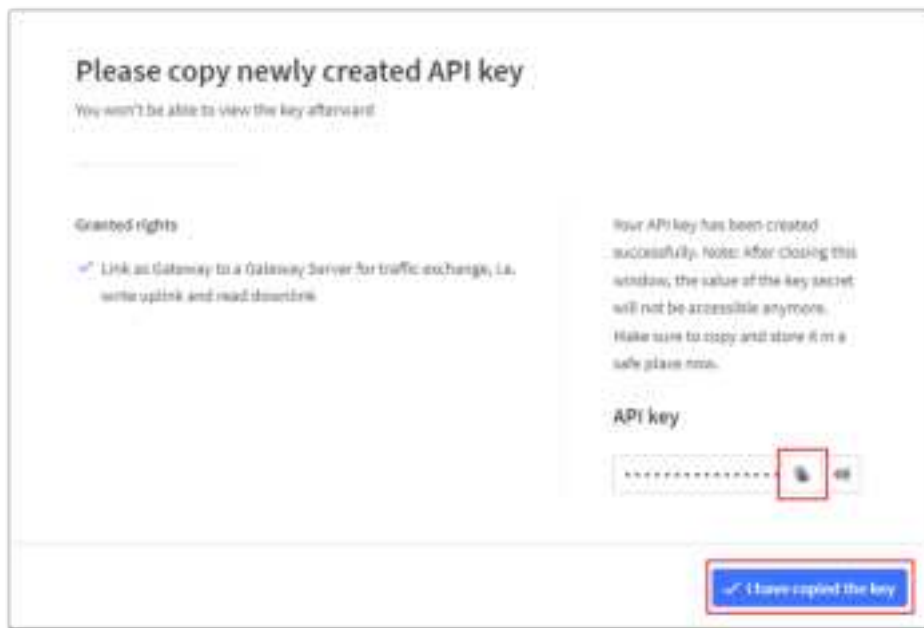 Please copy newly created API key
You won't be able to view the key afterward
Granted rights
Link as Gateway to a Gateway Server for traffic exchange, i.e.
write uplink and read downlink
Your API key has been created
successfully. Note: After closing this
window, the value of the key secret
will not be accessible anymore.
Make sure to copy and store it in a
safe place now.
API key
I have copied the key